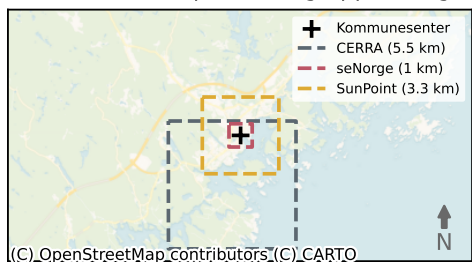 Kommunesenter
CERRA (5.5 km)
seNorge (1 km)
SunPoint (3.3 km)
N
(C) OpenStreetMap contributors (C) CARTO